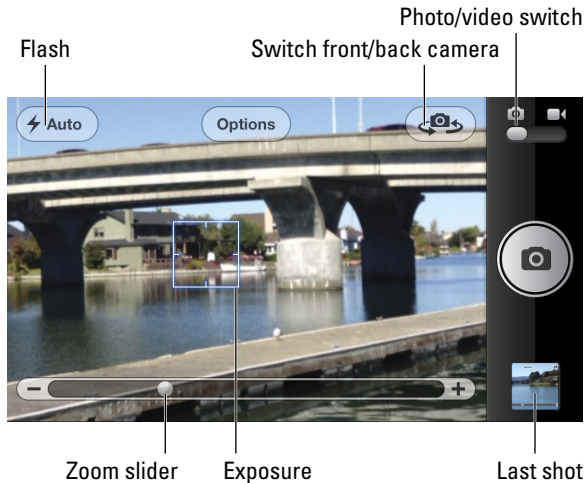 Photo/video switch
Flash
Switch front/back camera
Auto
Options
Zoom slider
Exposure
Last shot